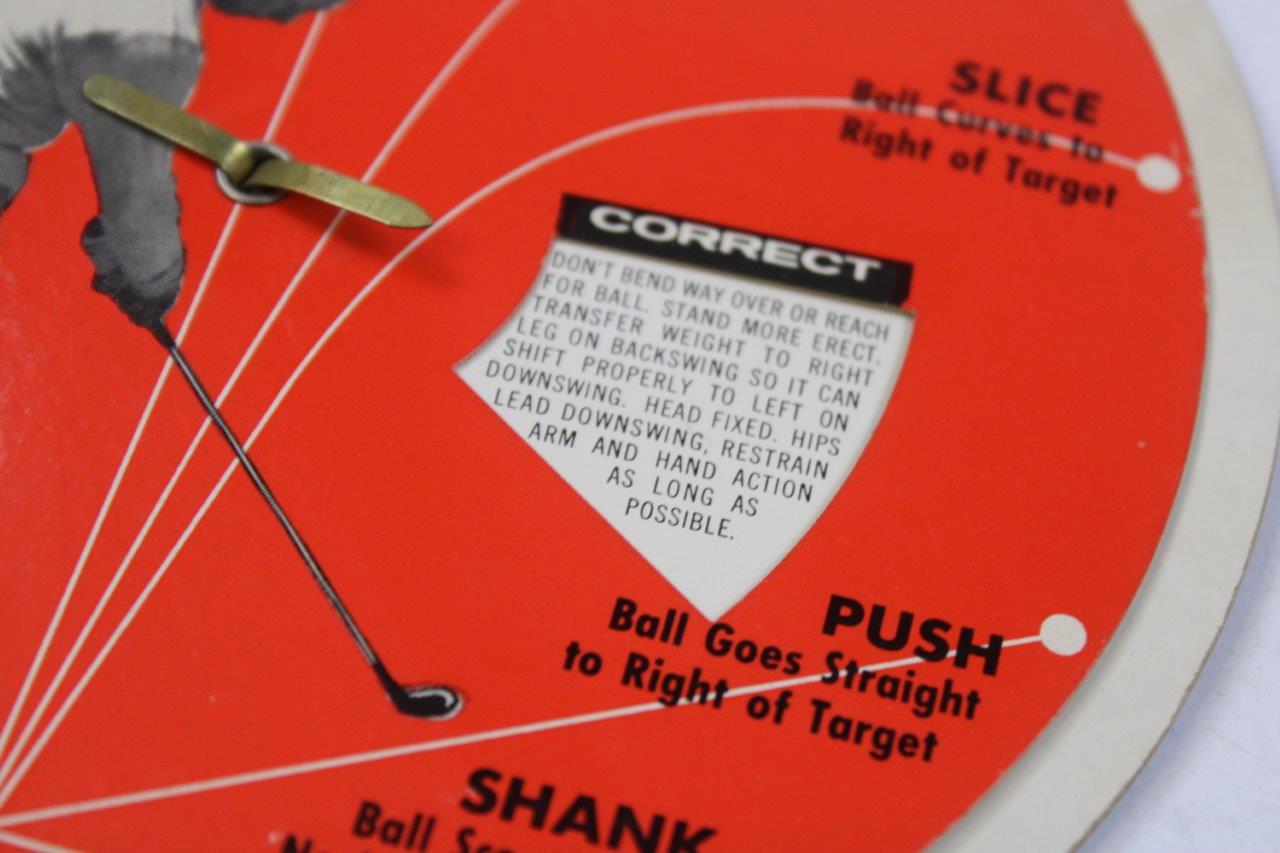 SLICE
Ball Curves to
Right of Target
CORRECT
DON'T BEND WAY OVER OR REACH
FOR BALL. STAND MORE ERECT.
TRANSFER WEIGHT TO RIGHT
LEG ON BACKSWING SO IT CAN
SHIFT PROPERLY TO LEFT ON
DOWNSWING. HEAD FIXED. HIPS
LEAD DOWNSWING, RESTRAIN
ARM AND HAND ACTION
AS LONG AS
POSSIBLE.
PUSH
Ball Goes Straight
to Right of Target
SHANK
Ball